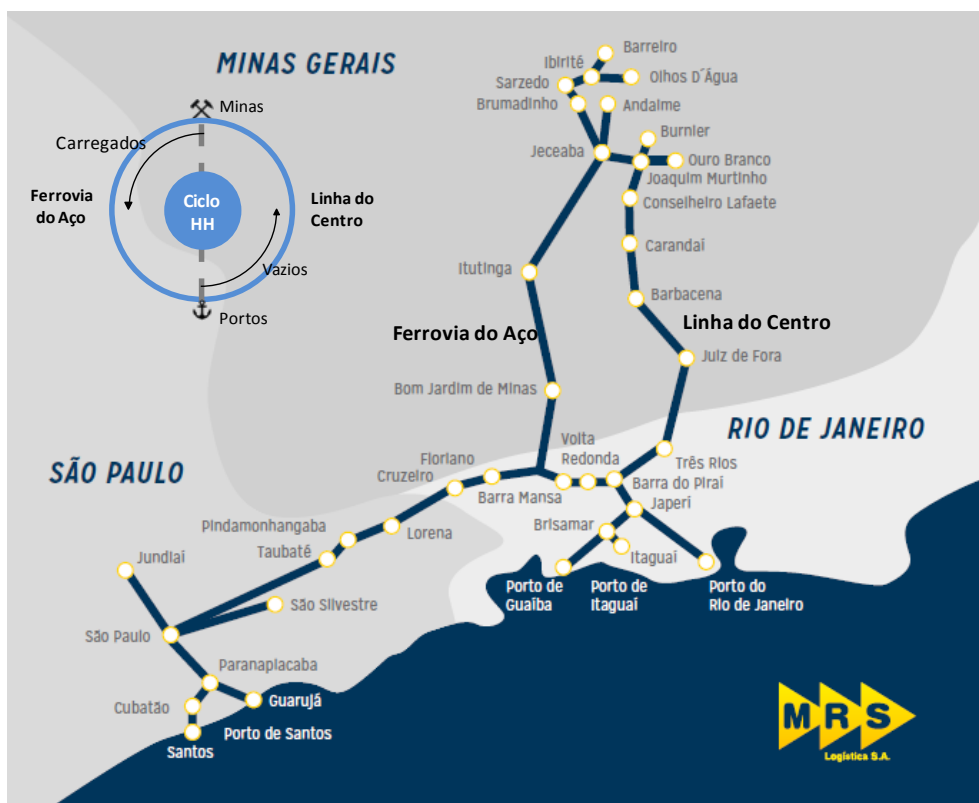 MINAS GERAIS
Minas
Carregados
Ferrovia
do Aço
Ciclo
HH
Linha do
Centro
Vazios
Portos
Barreiro
Ibirité
Olhos D´Água
Sarzedo
Brumadinho
Andaime
Burnier
Jeceaba
Ouro Branco
Joaquim Murtinho
Conselheiro Lafaete
Carandaí
Itutinga
Barbacena
Ferrovia do Aço
Linha do Centro
Juiz de Fora
Bom Jardim de Minas
RIO DE JANEIRO
Volta
Redonda
Floriano
Três Rios
SÃO PAULO
Cruzeiro
Barra Mansa
Barra do Piraí
Japeri
Pindamonhangaba
Lorena
Brisamar
Taubaté
Itaguaí
Jundiaí
São Silvestre
Porto de
Guaíba
Porto de
Itaguaí
Porto do
Rio de Janeiro
São Paulo
Paranapiacaba
Cubatão
Guarujá
Porto de Santos
Santos
MRS
Logística S.A.